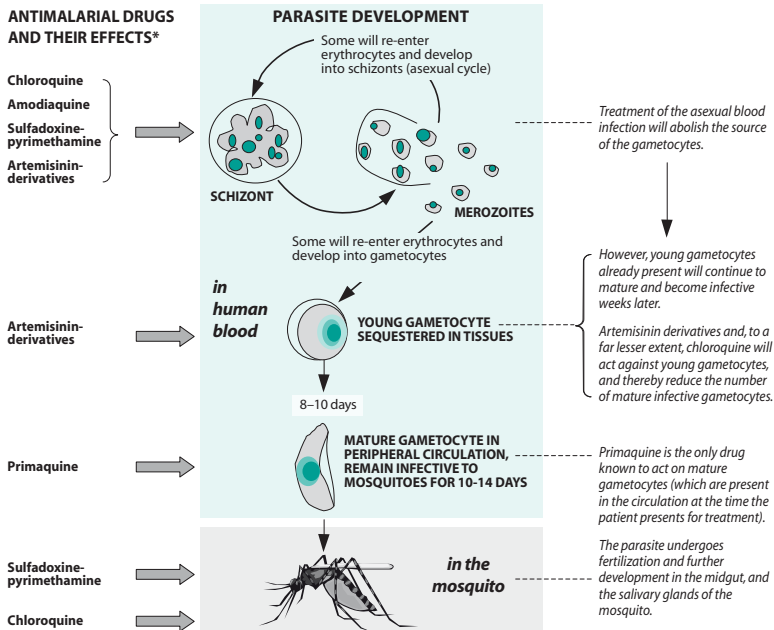 ANTIMALARIAL DRUGS
AND THEIR EFFECTS*
PARASITE DEVELOPMENT
Some will re-enter
erythrocytes and develop
into schizonts (asexual cycle)
Chloroquine
Amodiaquine
Sulfadoxine-
pyrimethamine
Artemisinin-
derivatives
SCHIZONT
MEROZOITES
Treatment of the asexual blood
infection will abolish the source
of the gametocytes.
Some will re-enter erythrocytes and
develop into gametocytes
in
human
blood
Artemisinin-
derivatives
YOUNG GAMETOCYTE
SEQUESTERED IN TISSUES
However, young gametocytes
already present will continue to
mature and become infective
weeks later.
Artemisinin derivatives and, to a
far lesser extent, chloroquine will
act against young gametocytes,
and thereby reduce the number
of mature infective gametocytes.
8–10 days
Primaquine
MATURE GAMETOCYTE IN
PERIPHERAL CIRCULATION,
REMAIN INFECTIVE TO
MOSQUITOES FOR 10-14 DAYS
Primaquine is the only drug
known to act on mature
gametocytes (which are present
in the circulation at the time the
patient presents for treatment).
Sulfadoxine-
pyrimethamine
Chloroquine
in the
mosquito
The parasite undergoes
fertilization and further
development in the midgut, and
the salivary glands of the
mosquito.